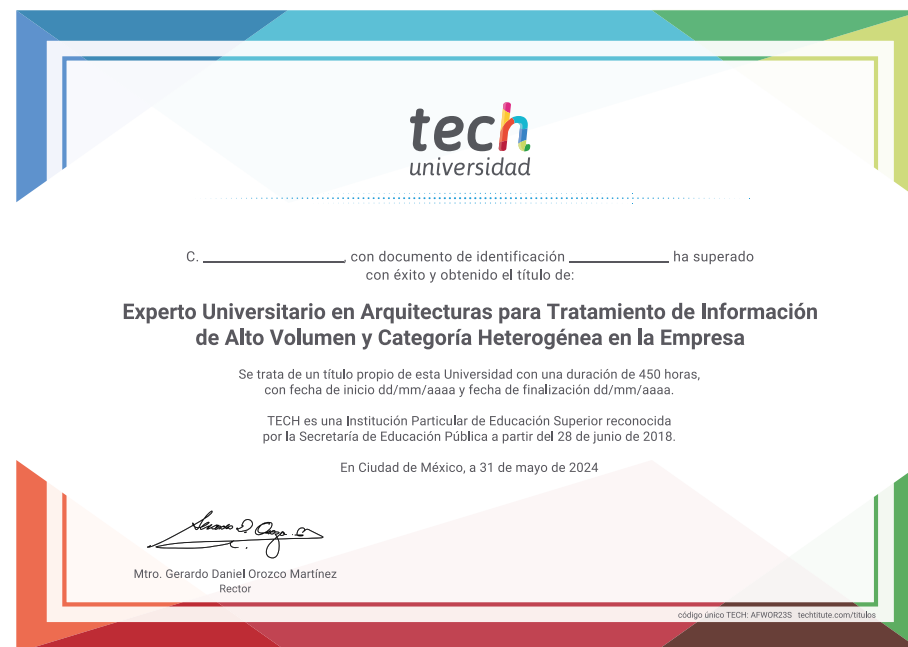 tech
universidad
C. ____________, con documento de identificación ____________ ha superado
con éxito y obtenido el título de:
Experto Universitario en Arquitecturas para Tratamiento de Información
de Alto Volumen y Categoría Heterogénea en la Empresa
Se trata de un título propio de esta Universidad con una duración de 450 horas,
con fecha de inicio dd/mm/aaaa y fecha de finalización dd/mm/aaaa.
TECH es una Institución Particular de Educación Superior reconocida
por la Secretaría de Educación Pública a partir del 28 de junio de 2018.
En Ciudad de México, a 31 de mayo de 2024
Mtro. Gerardo Daniel Orozco Martínez
Rector
código único TECH: AFWOR23S techtitute.com/titulos